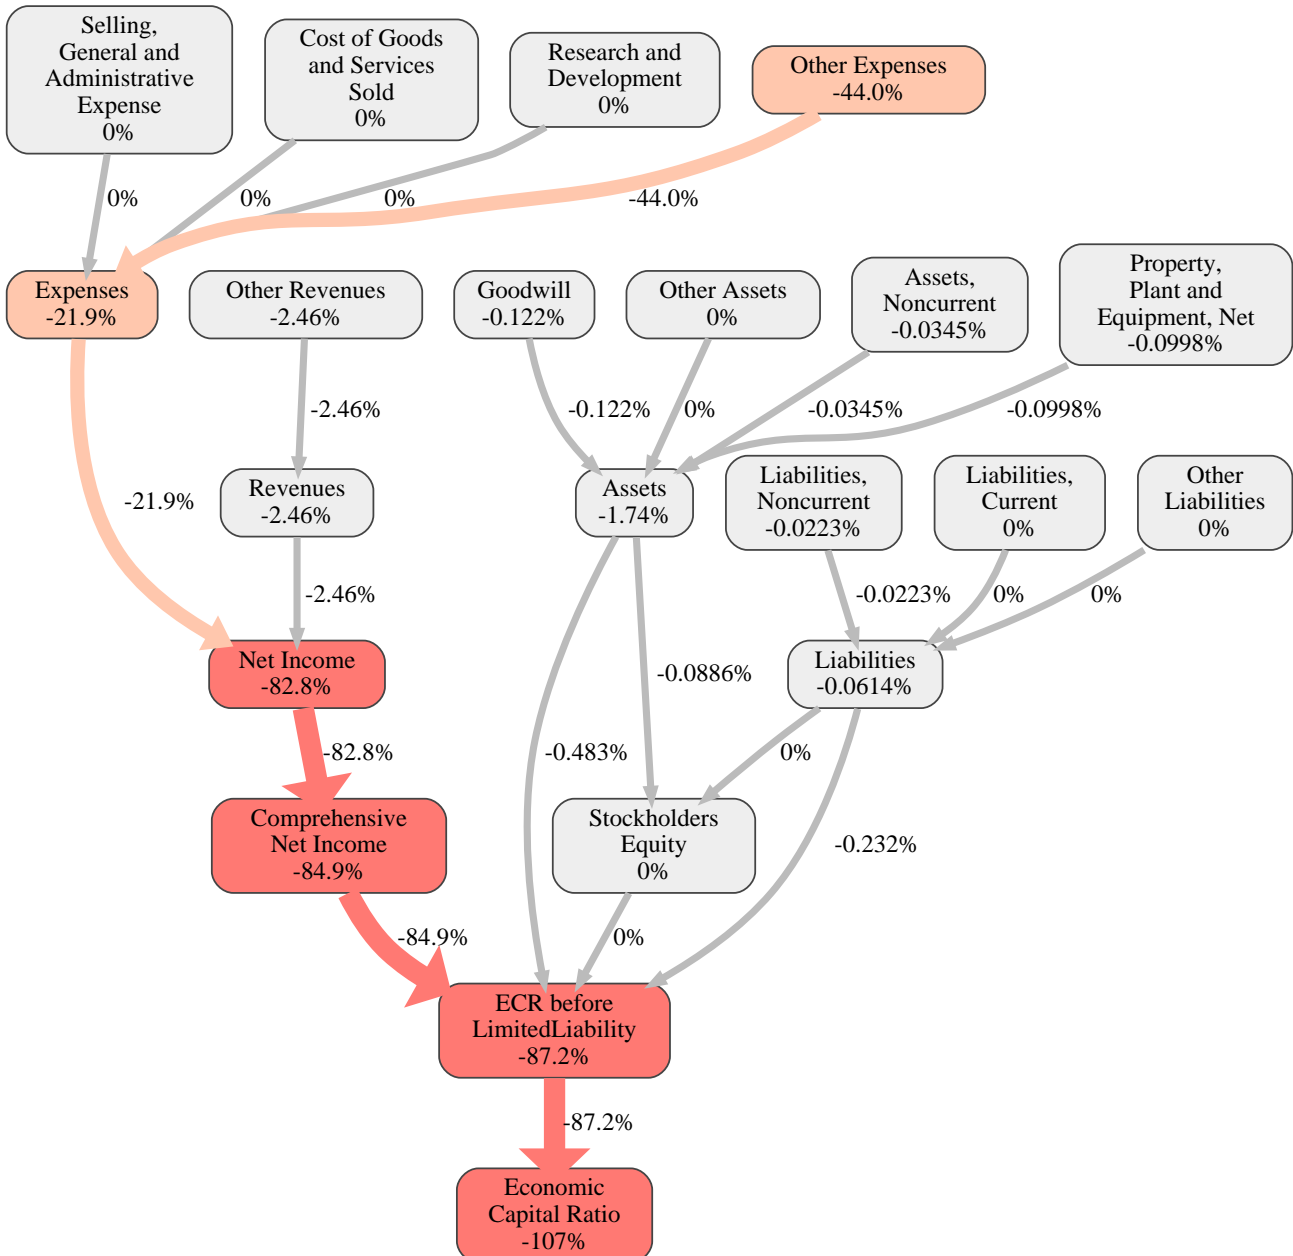 Selling,
General and
Administrative
Expense
0%
Cost of Goods
and Services
Sold
0%
Research and
Development
0%
Other Expenses
-44.0%
0%
0%
0%
-44.0%
Expenses
-21.9%
Other Revenues
-2.46%
Goodwill
-0.122%
Other Assets
0%
Assets,
Noncurrent
-0.0345%
Property,
Plant and
Equipment, Net
-0.0998%
-2.46%
-0.122%
0%
-0.0345%
-0.0998%
-21.9%
Revenues
-2.46%
Assets
-1.74%
Liabilities,
Noncurrent
-0.0223%
Liabilities,
Current
0%
Other
Liabilities
0%
-2.46%
-0.0223%
0%
0%
Net Income
-82.8%
-0.0886%
Liabilities
-0.0614%
-82.8%
-0.483%
0%
Comprehensive
Net Income
-84.9%
Stockholders
Equity
0%
-0.232%
-84.9%
0%
ECR before
LimitedLiability
-87.2%
-87.2%
Economic
Capital Ratio
-107%